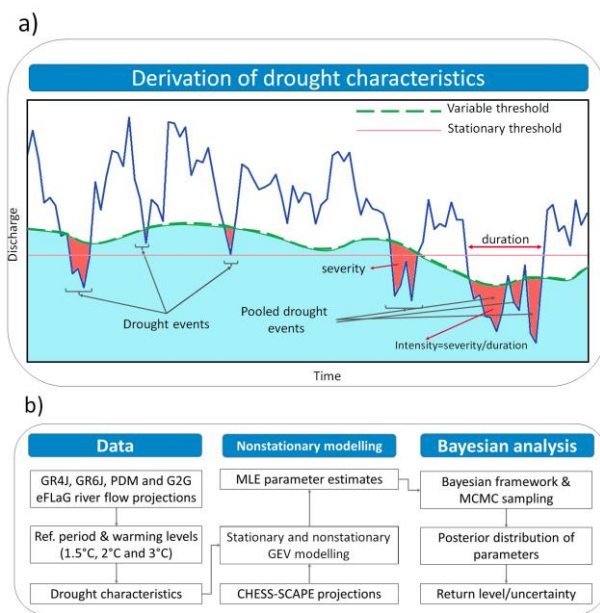 a)
Derivation of drought characteristics
Variable threshold
Stationary threshold
Discharge
duration
severity
Drought events
Pooled drought
events
Intensity=severity/duration
Time
b)
Data
Nonstationary modelling
Bayesian analysis
GR4J, GR6J, PDM and G2G
eFLaG river flow projections
MLE parameter estimates
Bayesian framework &
MCMC sampling
Ref. period & warming levels
(1.5°C, 2°C and 3°C)
Stationary and nonstationary
GEV modelling
Posterior distribution of
parameters
Drought characteristics
CHESS-SCAPE projections
Return level/uncertainty